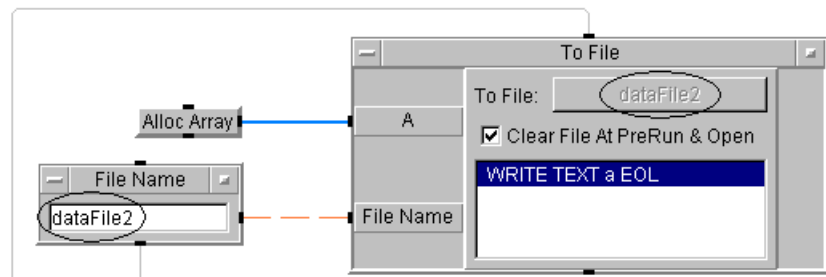 To File
To File: dataFile2
Alloc Array
A
Clear File At PreRun & Open
File Name
WRITE TEXT a EOL
dataFile2
File Name